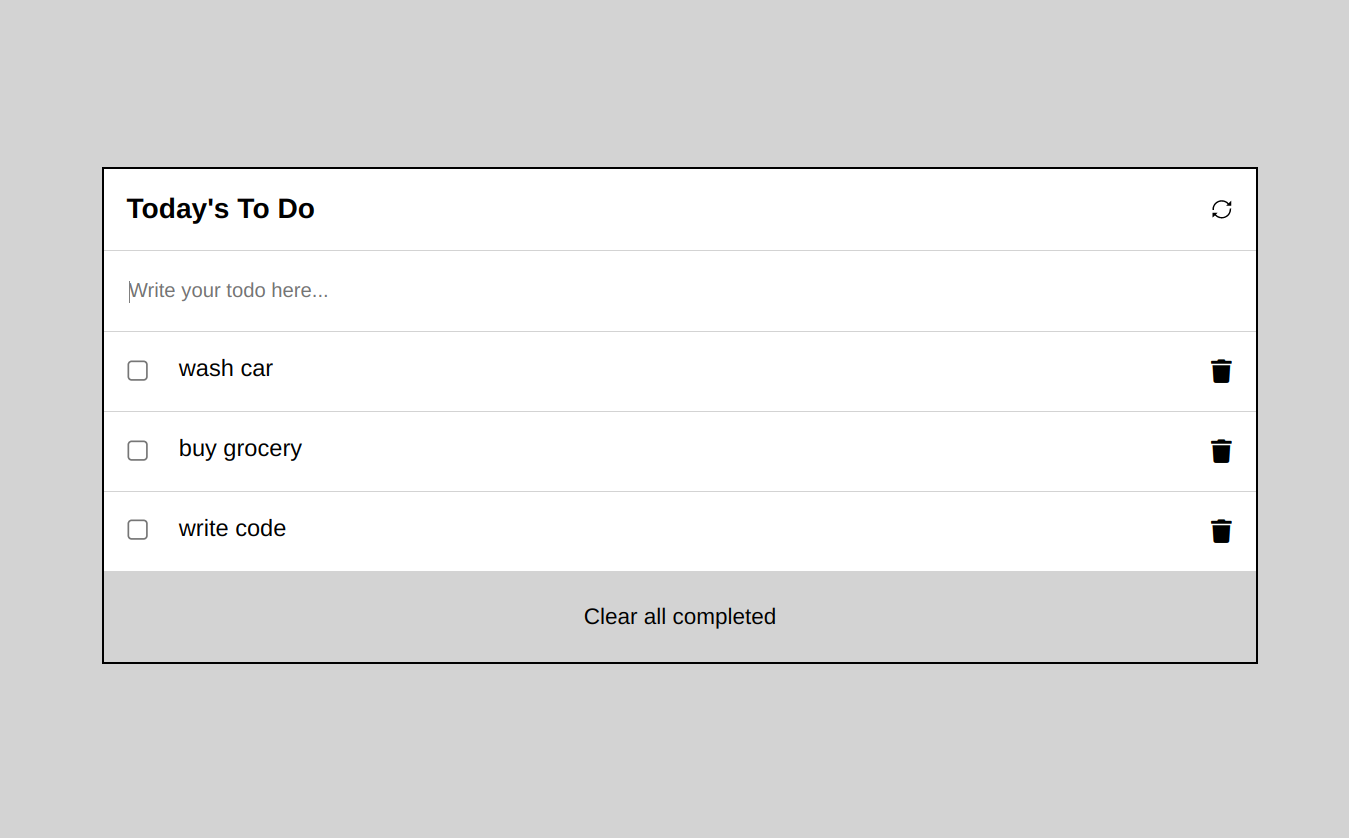 Today's To Do
Write your todo here...
wash car
buy grocery
write code
Clear all completed